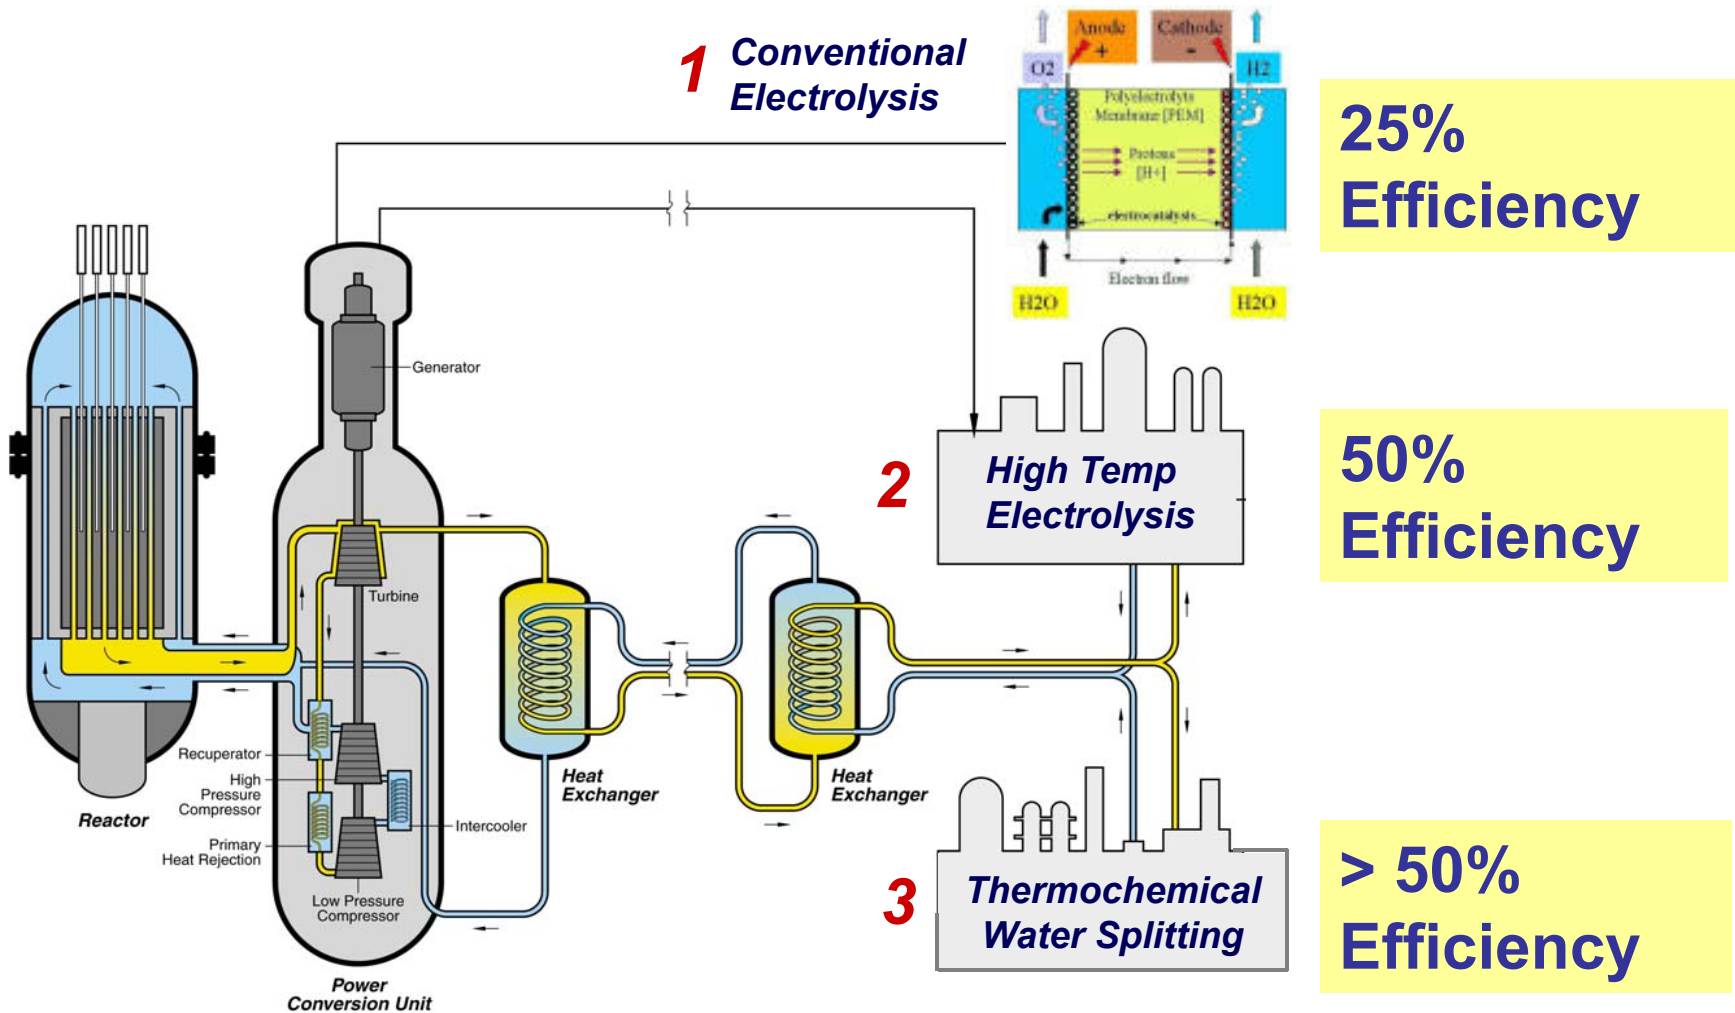 1
Conventional
Electrolysis
Anode
+
Cathode
-
O2
H2
Polyelectrolyte
Membrane [PEM]
Protons
[H+]
electrocatalysis
Electron flow
H2O
H2O
25%
Efficiency
Generator
Turbine
Recuperator
High
Pressure
Compressor
Intercooler
Primary
Heat Rejection
Low Pressure
Compressor
Reactor
Power
Conversion Unit
Heat
Exchanger
Heat
Exchanger
2
High Temp
Electrolysis
50%
Efficiency
3
Thermochemical
Water Splitting
> 50%
Efficiency